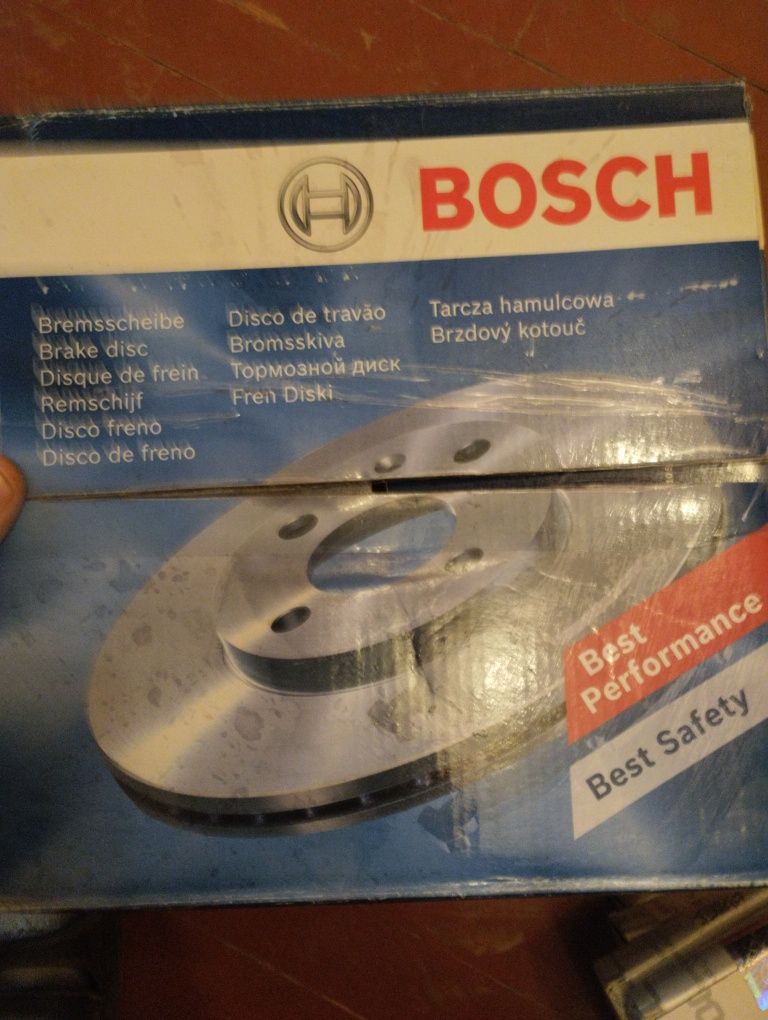 BOSCH
Bremsscheibe
Brake disc
Disque de frein
Remschijf
Disco freno
Disco de freno
Disco de travão
Bromsskiva
Тормозной диск
Fren Diski
Tarcza hamulcowa
Brzdový kotouč
Best
Performance
Best Safety